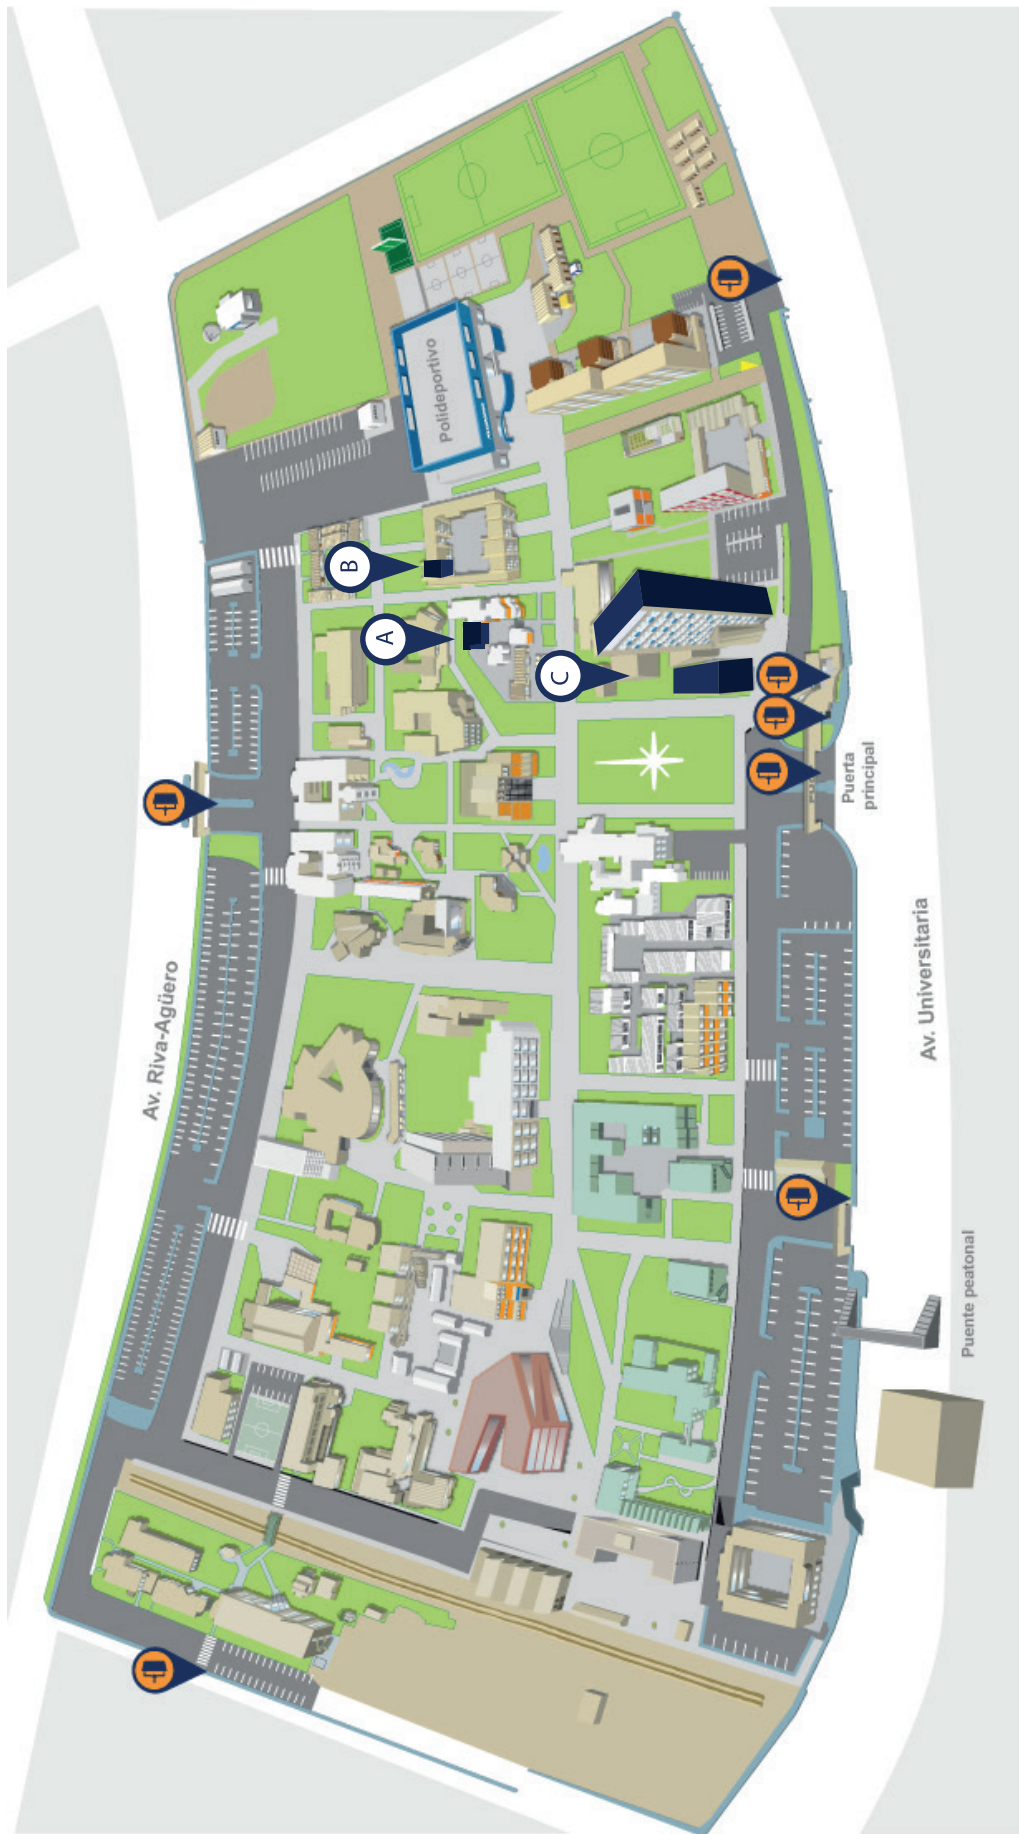 Polideportivo
B
A
C
Puerta
principal
Av. Riva-Agüero
Av. Universitaria
Puente peatonal